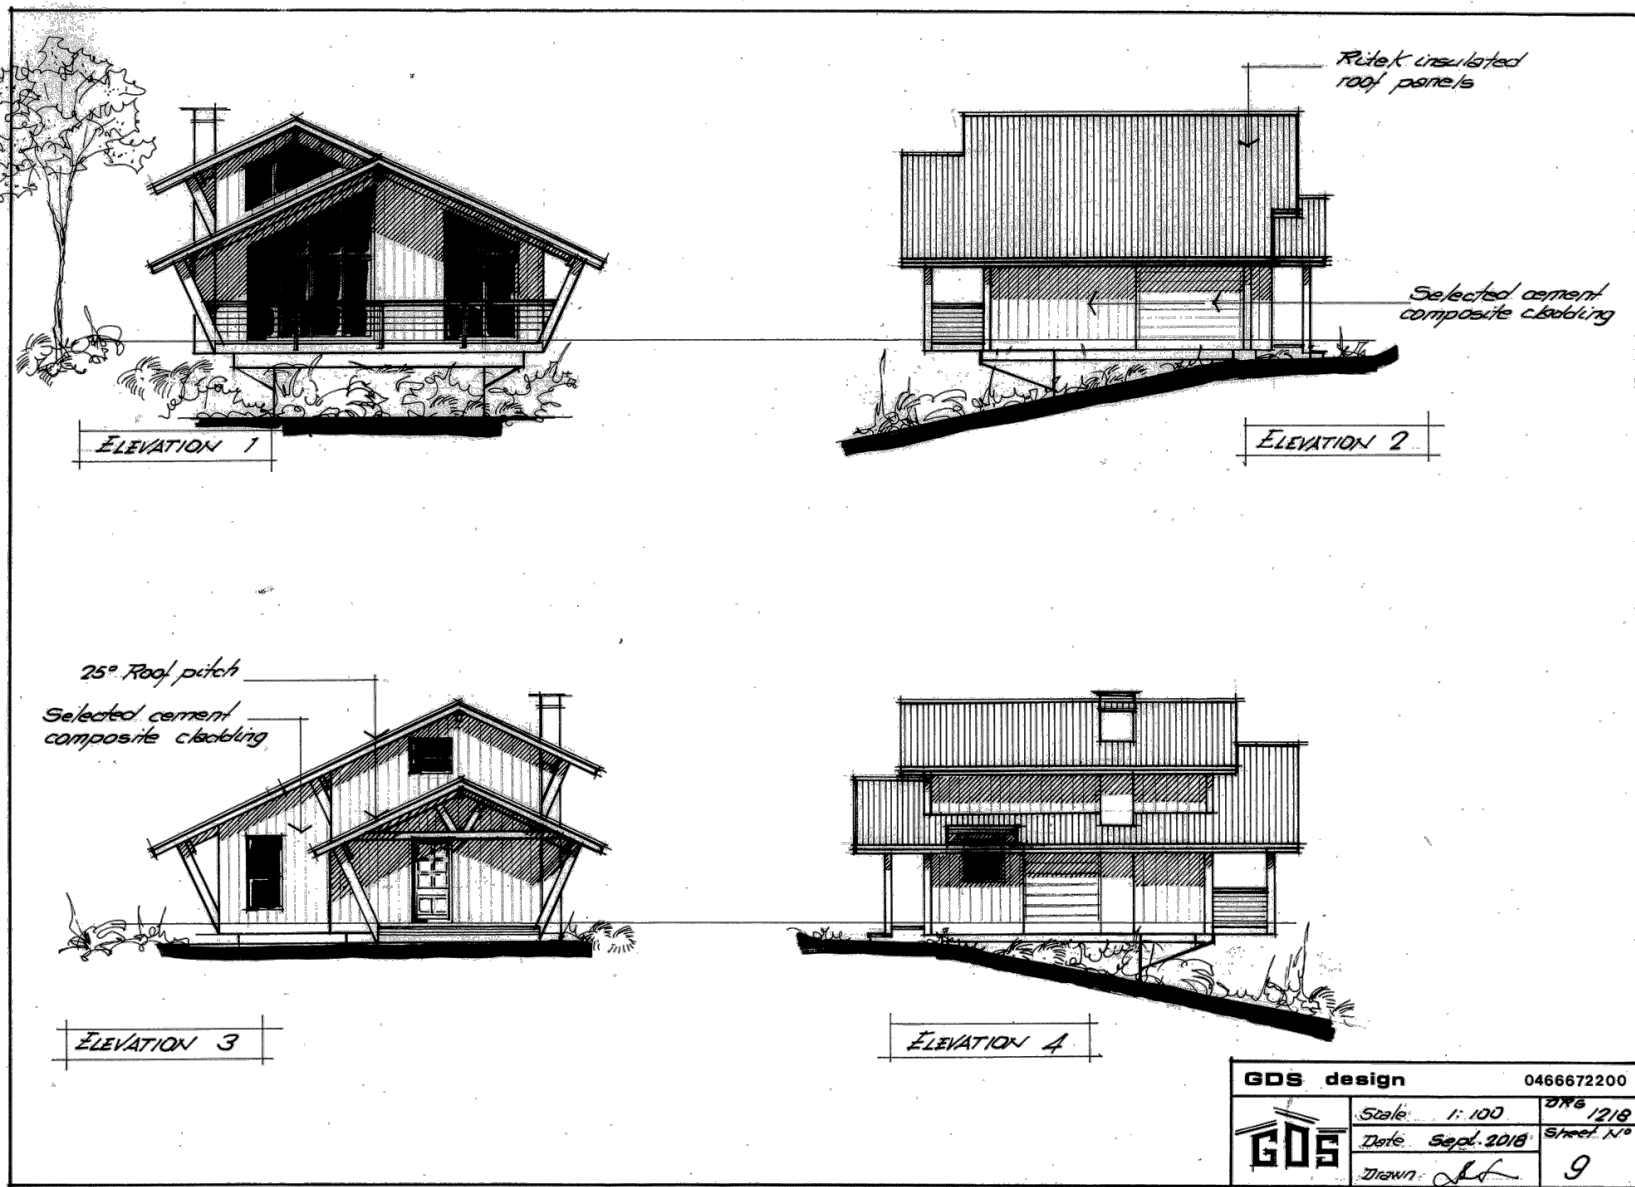 Ritek insulated
roof panels
Selected cement
composite cladding
ELEVATION 1
ELEVATION 2
25° Roof pitch
Selected cement
composite cladding
ELEVATION 3
ELEVATION 4
GDS design 0466672200
GDS
Scale 1:100
DRG 1218
Date Sept. 2018
Sheet No
9
Drawn: